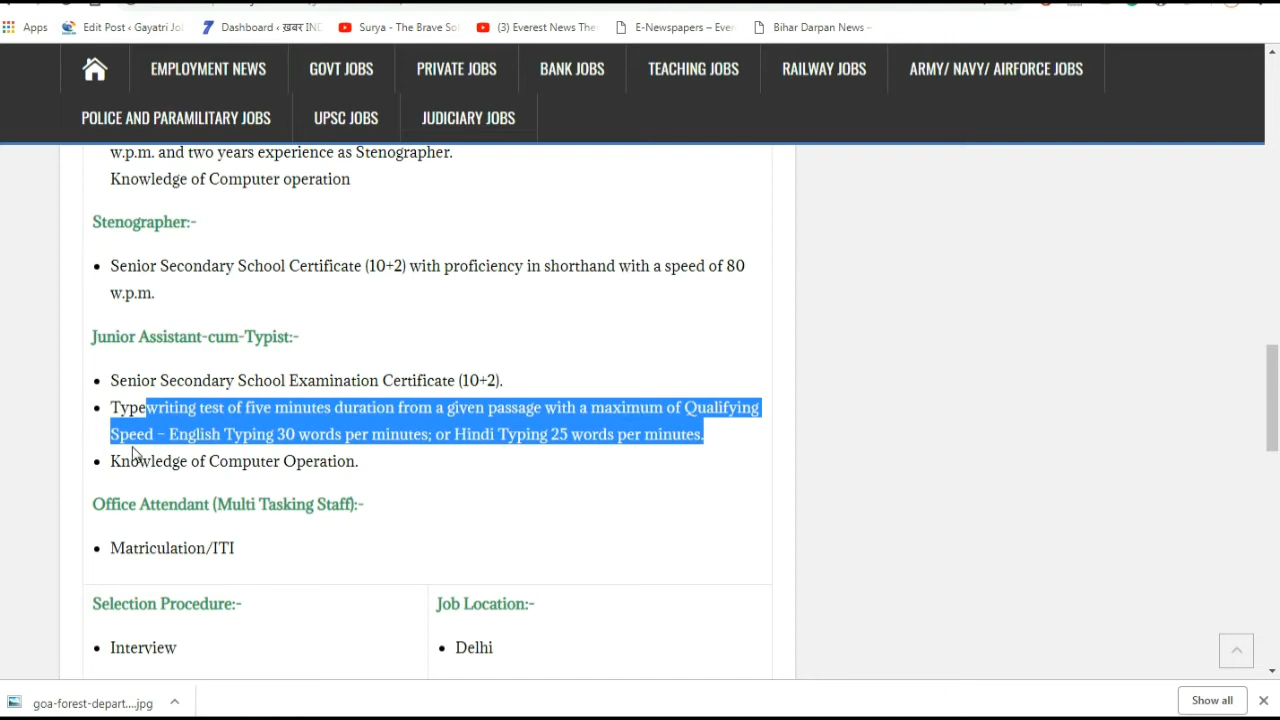 Apps
Edit Post ‹ Gayatri Jo
Dashboard ‹ ख़बर IND
Surya - The Brave So
(3) Everest News The
E-Newspapers – Ever
Bihar Darpan News –
EMPLOYMENT NEWS
GOVT JOBS
PRIVATE JOBS
BANK JOBS
TEACHING JOBS
RAILWAY JOBS
ARMY/ NAVY/ AIRFORCE JOBS
POLICE AND PARAMILITARY JOBS
UPSC JOBS
JUDICIARY JOBS
w.p.m. and two years experience as Stenographer.
Knowledge of Computer operation
Stenographer:-
Senior Secondary School Certificate (10+2) with proficiency in shorthand with a speed of 80
w.p.m.
Junior Assistant-cum-Typist:-
Senior Secondary School Examination Certificate (10+2).
Typewriting test of five minutes duration from a given passage with a maximum of Qualifying
Speed – English Typing 30 words per minutes; or Hindi Typing 25 words per minutes.
Knowledge of Computer Operation.
Office Attendant (Multi Tasking Staff):-
Matriculation/ITI
Selection Procedure:-
Job Location:-
Interview
Delhi
goa-forest-depart....jpg
Show all